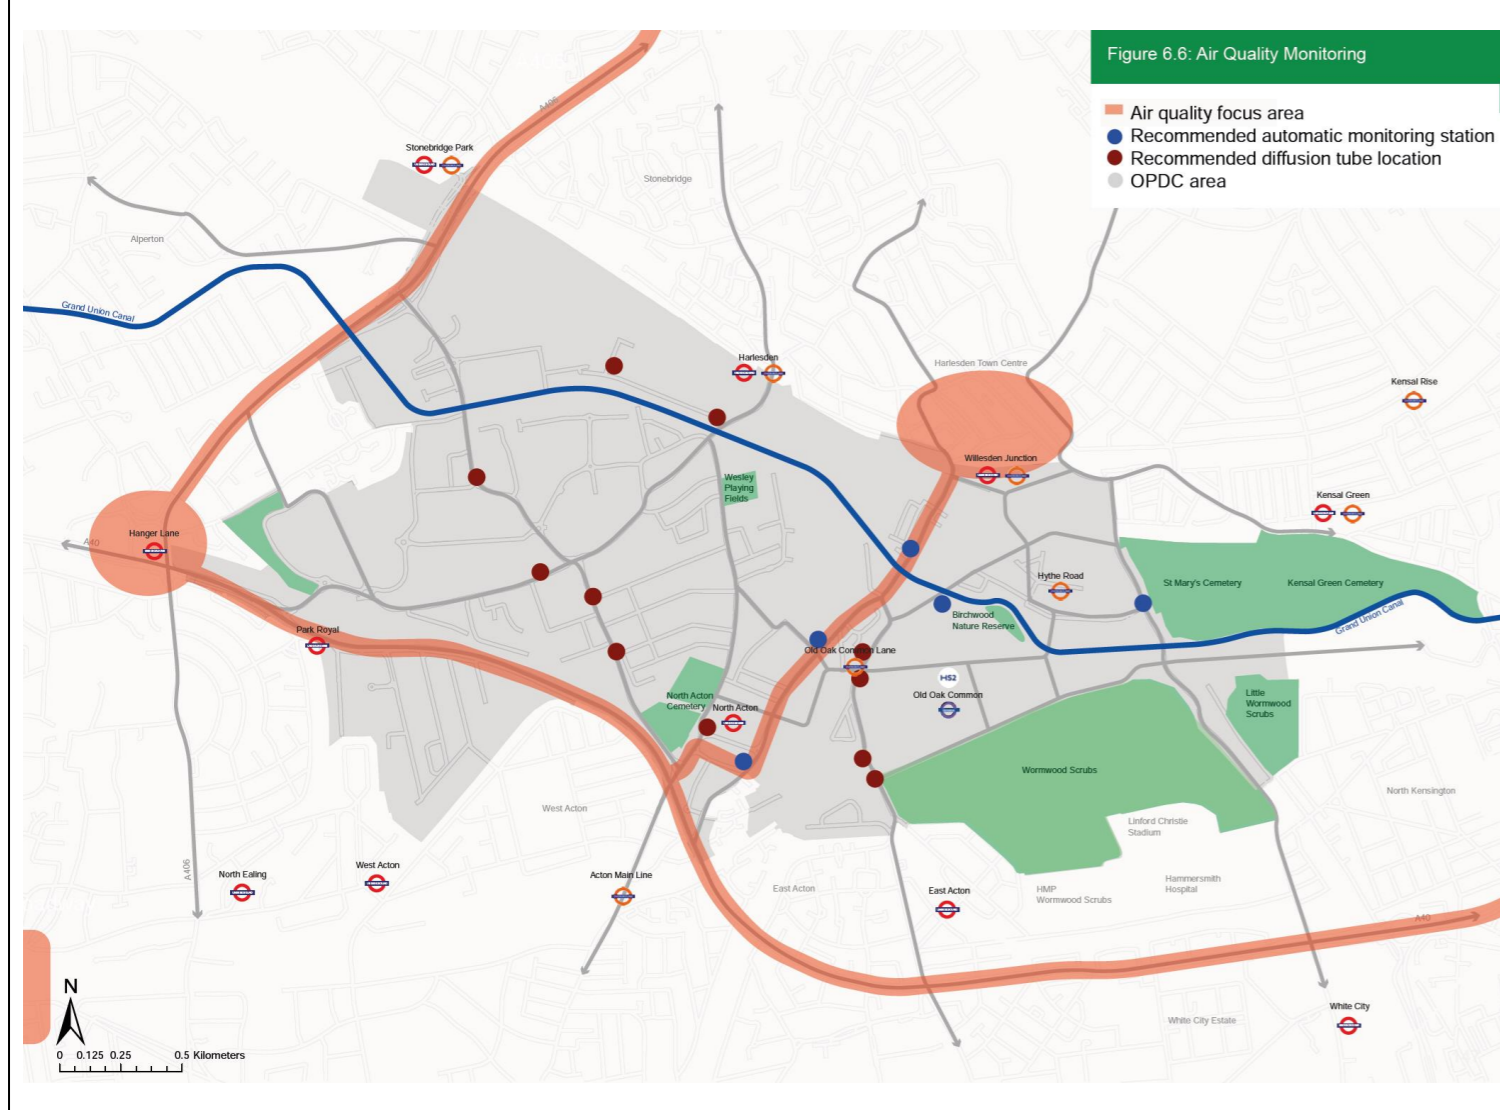 Figure 6.6: Air Quality Monitoring
Air quality focus area
Recommended automatic monitoring station
Recommended diffusion tube location
OPDC area
A406
Stonebridge Park
Stonebridge
Alperton
Grand Union Canal
Harlesden
Harlesden Town Centre
Kensal Rise
Willesden Junction
Wesley
Playing
Fields
Kensal Green
Hanger Lane
A40
Hythe Road
St Mary's Cemetery
Kensal Green Cemetery
Birchwood
Nature Reserve
Grand Union Canal
Park Royal
Old Oak Common Lane
HS2
Old Oak Common
North Acton
Cemetery
North Acton
Little
Wormwood
Scrubs
Wormwood Scrubs
North Kensington
West Acton
Linford Christie
Stadium
A406
North Ealing
West Acton
Acton Main Line
East Acton
East Acton
HMP
Wormwood Scrubs
Hammersmith
Hospital
A40
White City
White City Estate
N
0 0.125 0.25 0.5 Kilometers